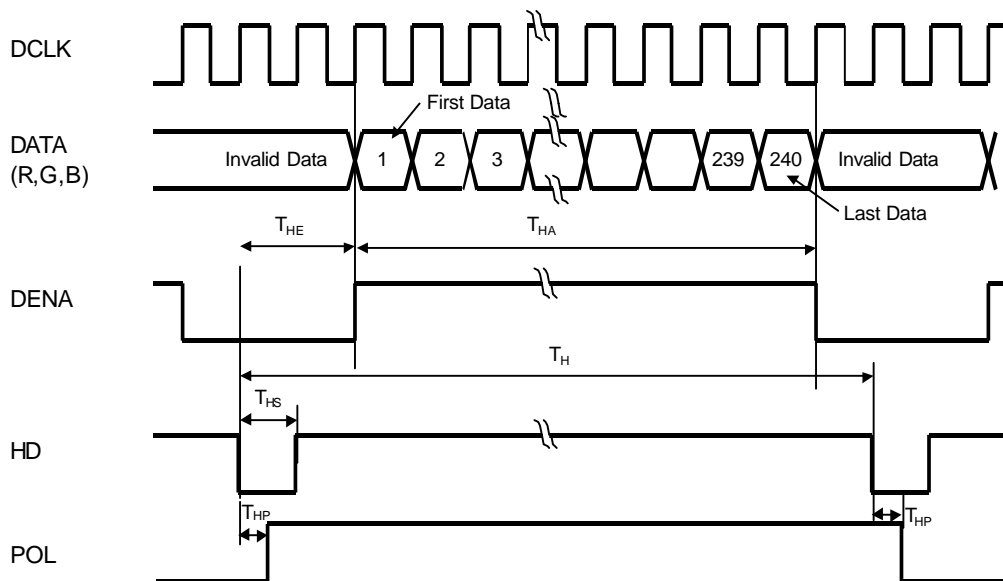 DCLK
First Data
DATA
(R,G,B)
Invalid Data
1
2
3
239
240
Invalid Data
Last Data
THE
THA
DENA
TH
THS
HD
THP
THP
POL